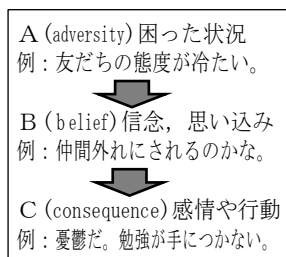 A (adversity) 困った状況
例：友だちの態度が冷たい。
B (belief) 信念，思い込み
例：仲間外れにされるのかな。
C (consequence) 感情や行動
例：憂鬱だ。勉強が手につかない。